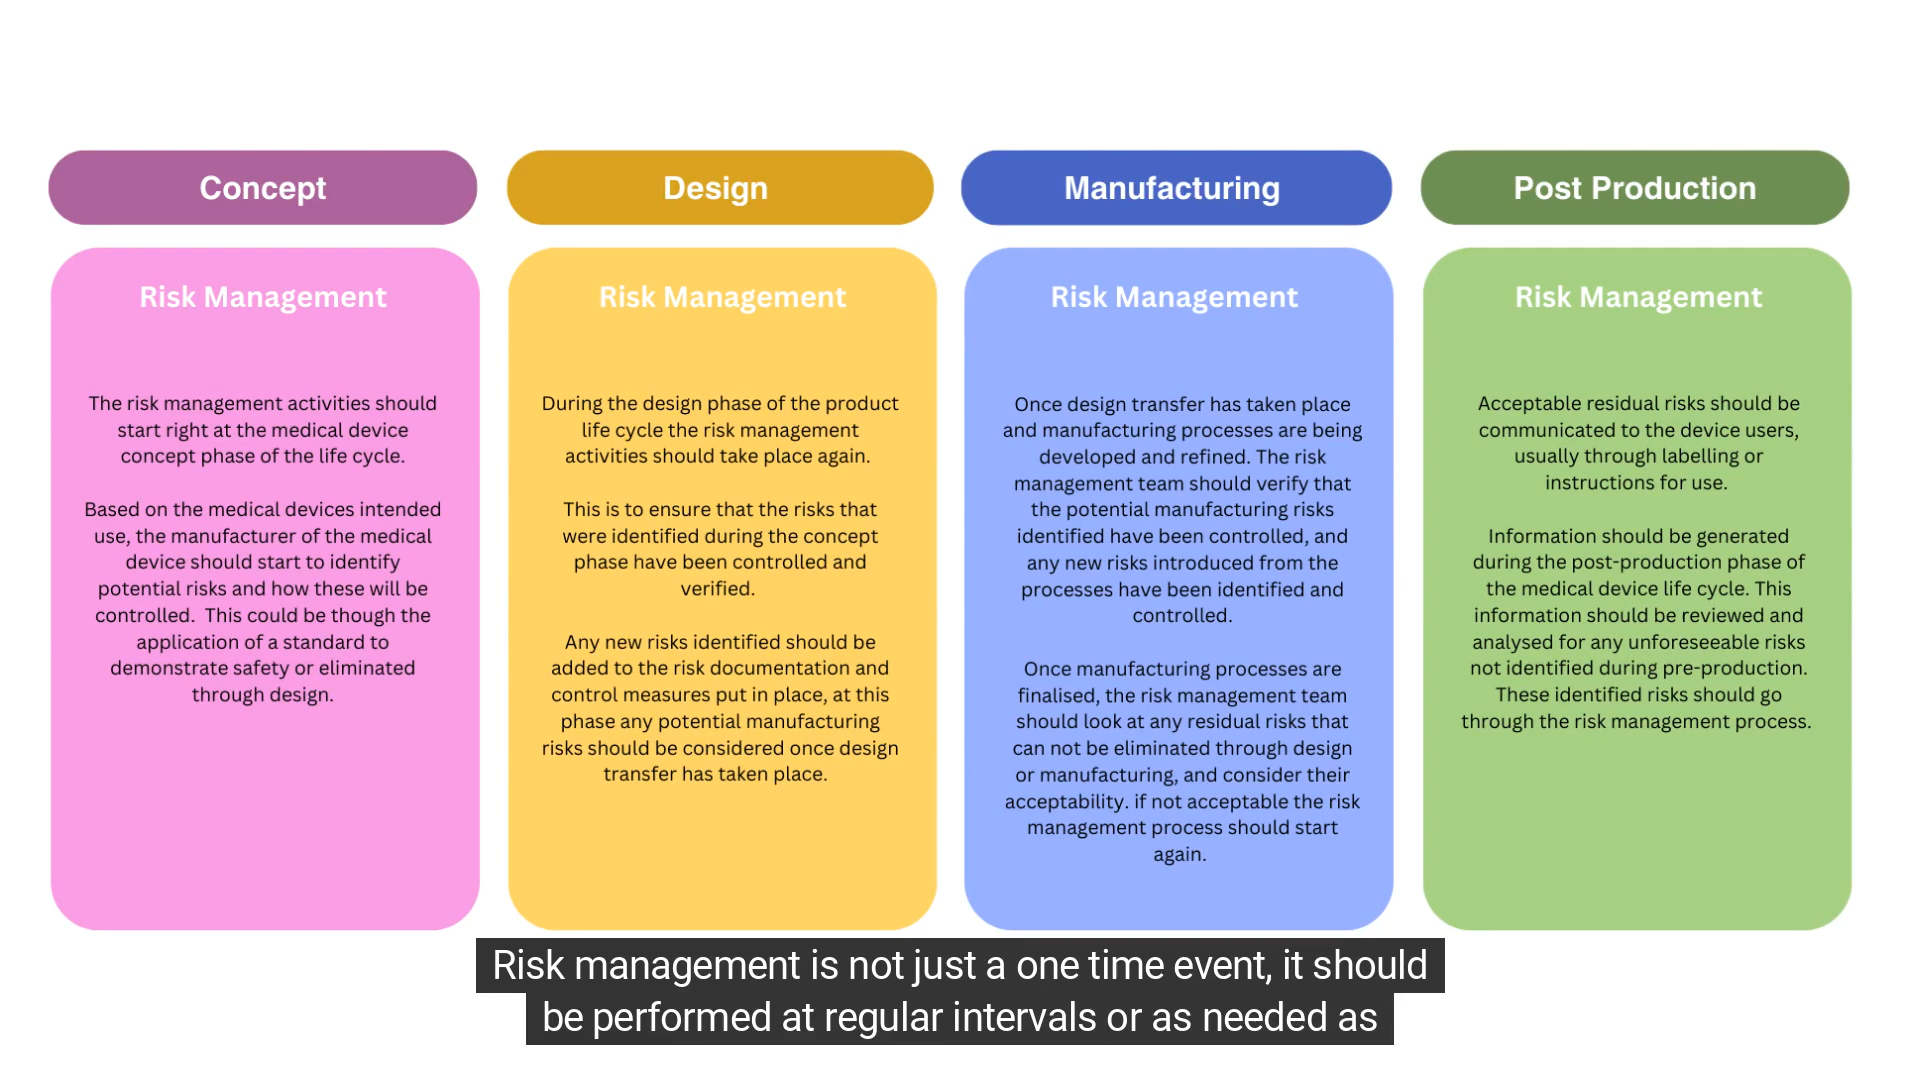 Concept
Risk Management
The risk management activities should
start right at the medical device
concept phase of the life cycle.
Based on the medical devices intended
use, the manufacturer of the medical
device should start to identify
potential risks and how these will be
controlled.  This could be though the
application of a standard to
demonstrate safety or eliminated
through design.
Design
Risk Management
During the design phase of the product
life cycle the risk management
activities should take place again.
This is to ensure that the risks that
were identified during the concept
phase have been controlled and
verified.
Any new risks identified should be
added to the risk documentation and
control measures put in place, at this
phase any potential manufacturing
risks should be considered once design
transfer has taken place.
Manufacturing
Risk Management
Once design transfer has taken place
and manufacturing processes are being
developed and refined. The risk
management team should verify that
the potential manufacturing risks
identified have been controlled, and
any new risks introduced from the
processes have been identified and
controlled.
Once manufacturing processes are
finalised, the risk management team
should look at any residual risks that
can not be eliminated through design
or manufacturing, and consider their
acceptability. if not acceptable the risk
management process should start
again.
Post Production
Risk Management
Acceptable residual risks should be
communicated to the device users,
usually through labelling or
instructions for use.
Information should be generated
during the post-production phase of
the medical device life cycle. This
information should be reviewed and
analysed for any unforeseeable risks
not identified during pre-production.
These identified risks should go
through the risk management process.
Risk management is not just a one time event, it should
be performed at regular intervals or as needed as